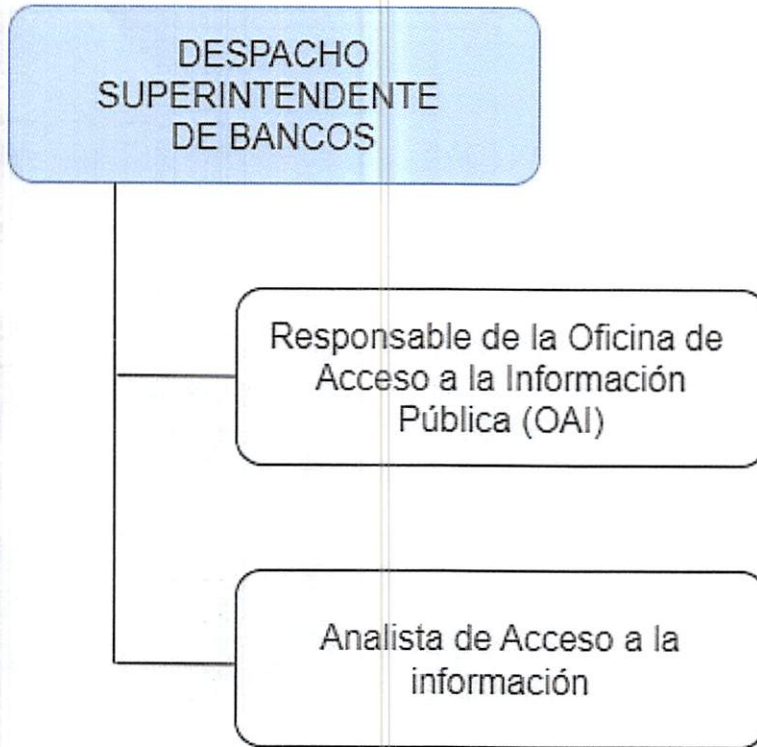 DESPACHO
SUPERINTENDENTE
DE BANCOS
Responsable de la Oficina de
Acceso a la Información
Pública (OAI)
Analista de Acceso a la
información